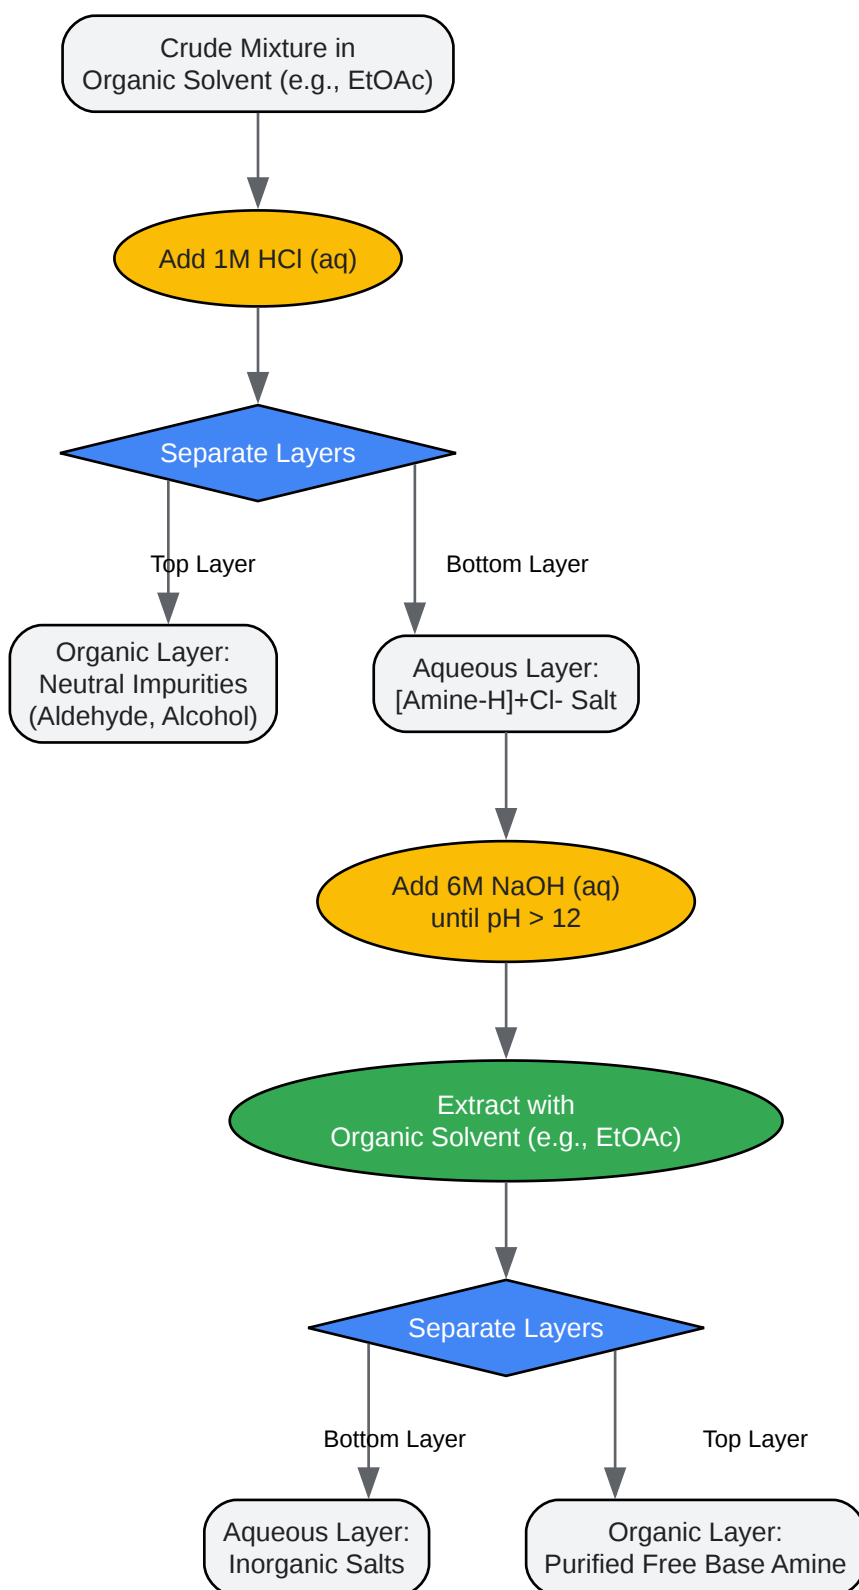 Crude Mixture in
Organic Solvent (e.g., EtOAc)
Add 1M HCl (aq)
Separate Layers
Top Layer
Bottom Layer
Organic Layer:
Neutral Impurities
(Aldehyde, Alcohol)
Aqueous Layer:
[Amine-H]+Cl- Salt
Add 6M NaOH (aq)
until pH > 12
Extract with
Organic Solvent (e.g., EtOAc)
Separate Layers
Bottom Layer
Top Layer
Aqueous Layer:
Inorganic Salts
Organic Layer:
Purified Free Base Amine